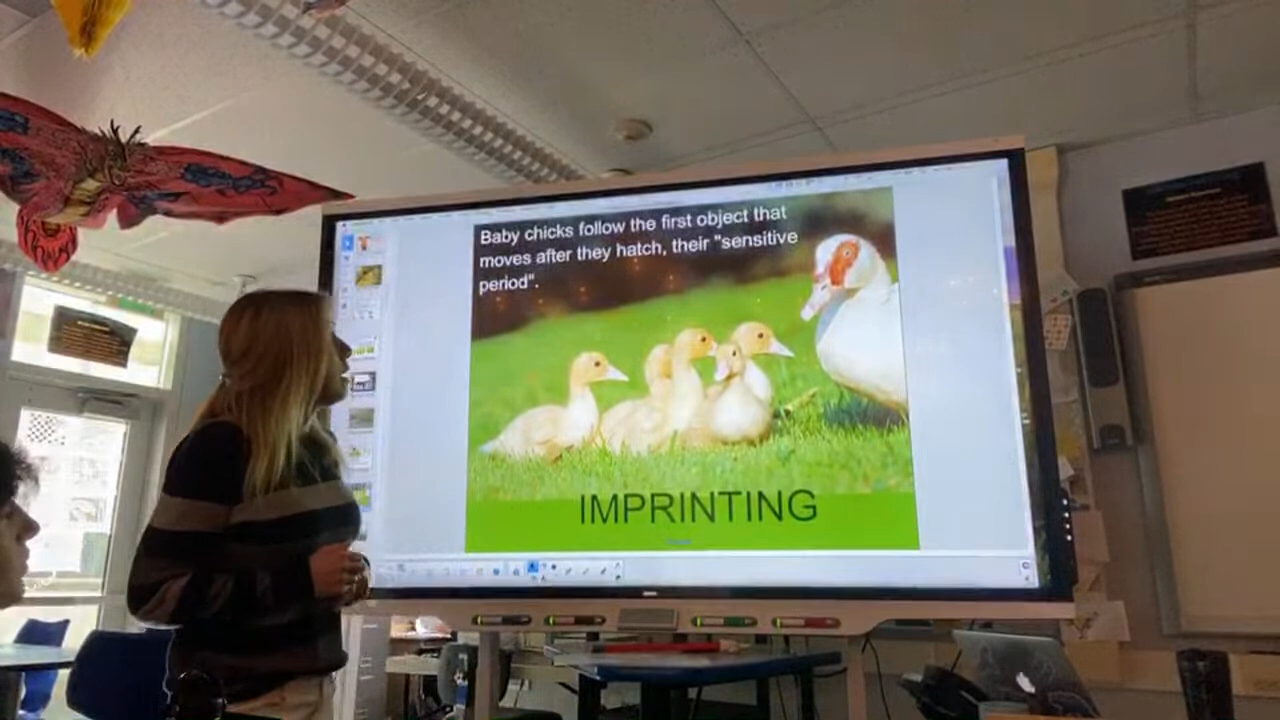 Baby chicks follow the first object that
moves after they hatch, their "sensitive
period".
IMPRINTING